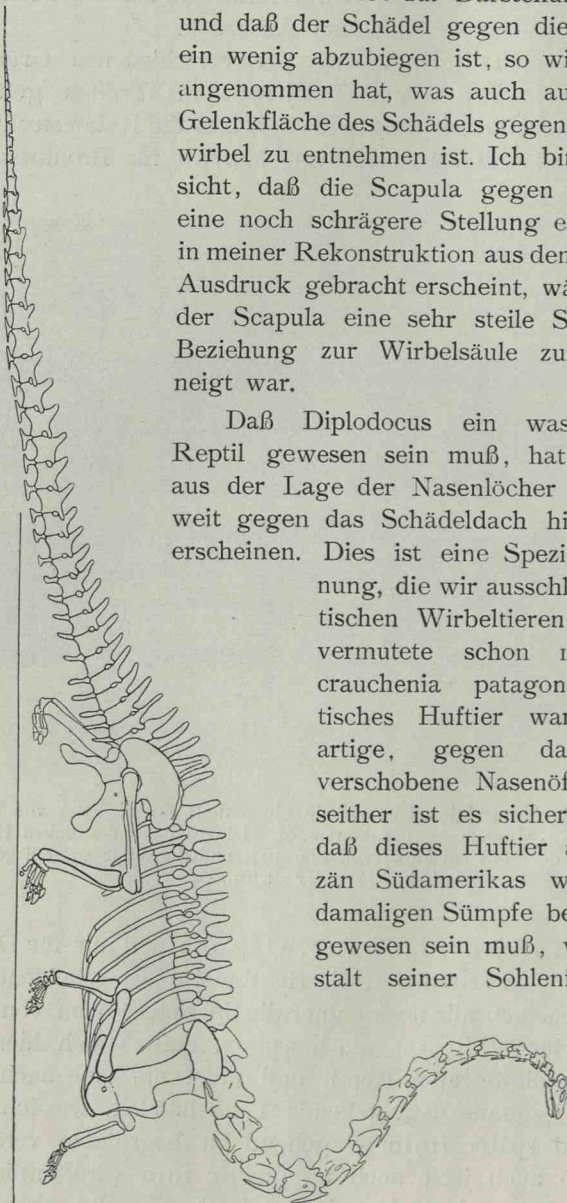 und daß der Schädel gegen die
ein wenig abzubiegen ist, so wi
angenommen hat, was auch au
Gelenkfläche des Schädels gegen
wirbel zu entnehmen ist. Ich bin
sicht, daß die Scapula gegen
eine noch schrägere Stellung e
in meiner Rekonstruktion aus dem
Ausdruck gebracht erscheint, wä
der Scapula eine sehr steile S
Beziehung zur Wirbelsäule zu
neigt war.
Daß Diplodocus ein was
Reptil gewesen sein muß, hat
aus der Lage der Nasenlöcher
weit gegen das Schädeldach hi
erscheinen. Dies ist eine Spezi
nung, die wir ausschl
tischen Wirbeltieren
vermutete schon 1
crauchenia patagon
tisches Huftier war
artige, gegen da
verschobene Nasenöf
seither ist es sicher
daß dieses Huftier a
zän Südamerikas w
damaligen Sümpfe be
gewesen sein muß, v
stalt seiner Sohlenf